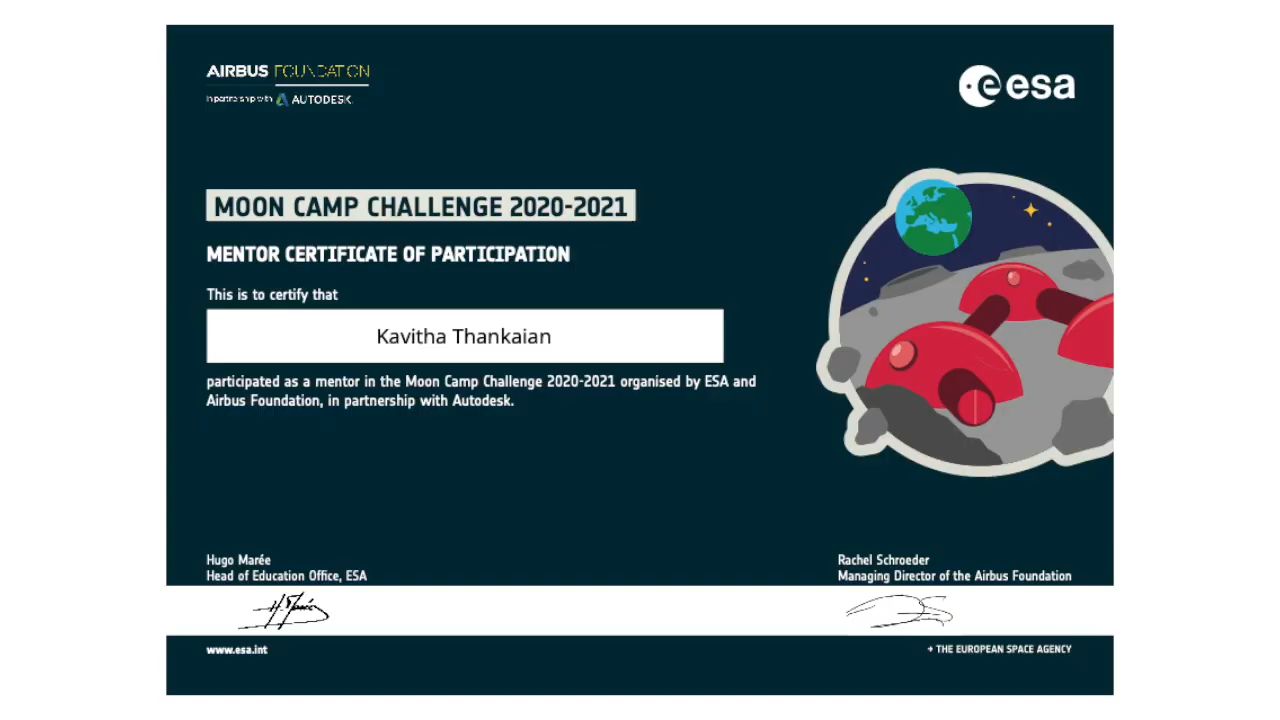 AIRBUS FOUNDATION
In partnership with AUTODESK.
esa
MOON CAMP CHALLENGE 2020-2021
MENTOR CERTIFICATE OF PARTICIPATION
This is to certify that
Kavitha Thankaian
participated as a mentor in the Moon Camp Challenge 2020-2021 organised by ESA and
Airbus Foundation, in partnership with Autodesk.
Hugo Marée
Head of Education Office, ESA
Rachel Schroeder
Managing Director of the Airbus Foundation
H. Marée
www.esa.int
→ THE EUROPEAN SPACE AGENCY